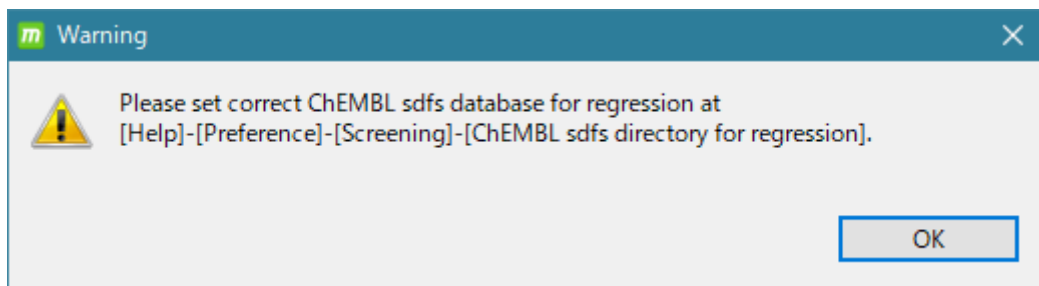 m Warning
Please set correct ChEMBL sdfs database for regression at
[Help]-[Preference]-[Screening]-[ChEMBL sdfs directory for regression].
OK